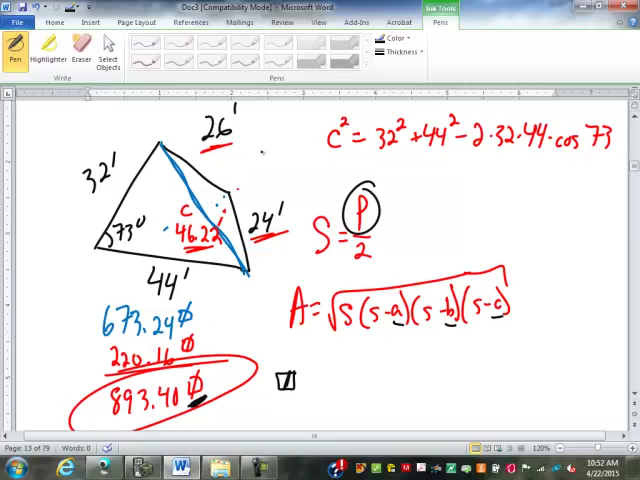 Doc3 [Compatibility Mode] - Microsoft Word
Ink Tools
File Home Insert Page Layout References Mailings Review View Add-Ins Acrobat Pens
Pen Highlighter Eraser Select Objects
Color
Thickness
Write Pens Pens
26'
c² = 32² + 44² - 2·32·44·cos 73
32'
73°
c
46.22'
24'
44'
S = P/2
A = √S(s-a)(s-b)(s-c)
673.24
220.16
893.40
Page: 13 of 79 Words: 0
120%
10:52 AM
4/22/2015